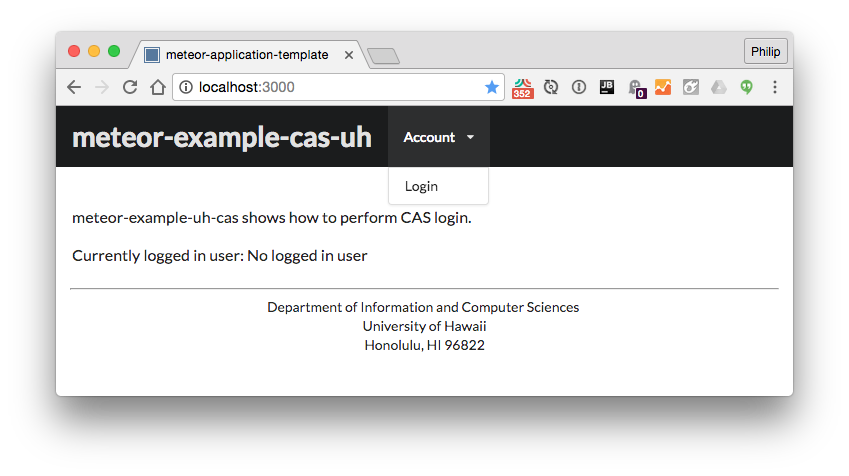 meteor-application-template
Philip
localhost:3000
352
JB
0
meteor-example-cas-uh
Account
Login
meteor-example-uh-cas shows how to perform CAS login.
Currently logged in user: No logged in user
Department of Information and Computer Sciences
University of Hawaii
Honolulu, HI 96822